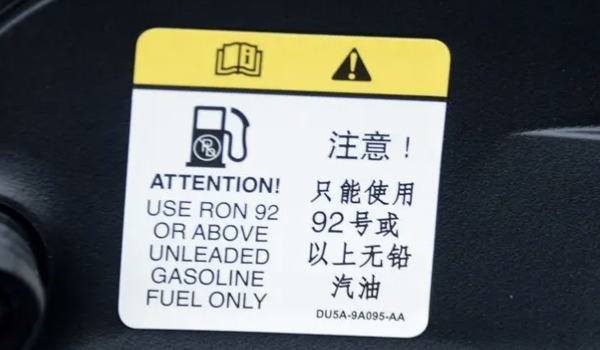 ATTENTION!
USE RON 92
OR ABOVE
UNLEADED
GASOLINE
FUEL ONLY
注意！
只能使用
92号或
以上无铅
汽油
DU5A-9A095-AA